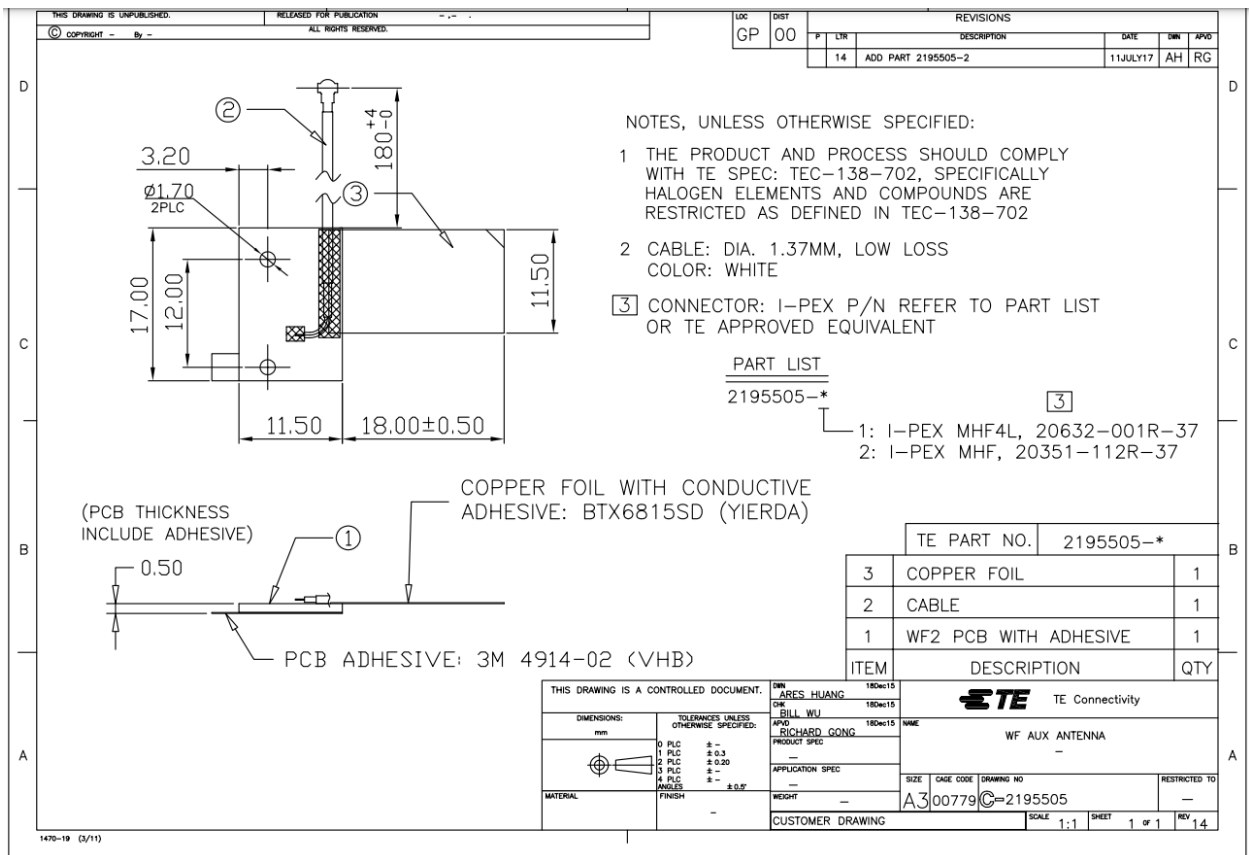 THIS DRAWING IS UNPUBLISHED.
RELEASED FOR PUBLICATION
© COPYRIGHT - By -
ALL RIGHTS RESERVED.
LOC
DIST
GP
00
REVISIONS
P
LTR
DESCRIPTION
DATE
DWN
APVD
14
ADD PART 2195505-2
11JULY17
AH
RG
D
D
C
C
B
B
A
A
2
180+4-0
3.20
3
Ø1.70
2PLC
17.00
12.00
11.50
11.50
18.00±0.50
NOTES, UNLESS OTHERWISE SPECIFIED:
1 THE PRODUCT AND PROCESS SHOULD COMPLY
WITH TE SPEC: TEC-138-702, SPECIFICALLY
HALOGEN ELEMENTS AND COMPOUNDS ARE
RESTRICTED AS DEFINED IN TEC-138-702
2 CABLE: DIA. 1.37MM, LOW LOSS
COLOR: WHITE
3 CONNECTOR: I-PEX P/N REFER TO PART LIST
OR TE APPROVED EQUIVALENT
PART LIST
2195505-*
3
1: I-PEX MHF4L, 20632-001R-37
2: I-PEX MHF, 20351-112R-37
COPPER FOIL WITH CONDUCTIVE
ADHESIVE: BTX6815SD (YIERDA)
(PCB THICKNESS
INCLUDE ADHESIVE)
1
0.50
PCB ADHESIVE: 3M 4914-02 (VHB)
TE PART NO. 2195505-*
3 COPPER FOIL 1
2 CABLE 1
1 WF2 PCB WITH ADHESIVE 1
ITEM DESCRIPTION QTY
THIS DRAWING IS A CONTROLLED DOCUMENT.
DIMENSIONS:
mm
TOLERANCES UNLESS
OTHERWISE SPECIFIED:
0 PLC ± -
1 PLC ± 0.3
2 PLC ± 0.20
3 PLC ± -
4 PLC ± -
ANGLES ± 0.5°
MATERIAL
FINISH
-
DWN 18Dec15
ARES HUANG
CHK 18Dec15
BILL WU
APVD 18Dec15
RICHARD GONG
PRODUCT SPEC
-
APPLICATION SPEC
-
WEIGHT -
CUSTOMER DRAWING
TE TE Connectivity
NAME
WF AUX ANTENNA
-
SIZE
CAGE CODE
DRAWING NO
RESTRICTED TO
A3
00779
C-2195505
-
SCALE 1:1
SHEET 1 OF 1
REV 14
1470-19 (3/11)